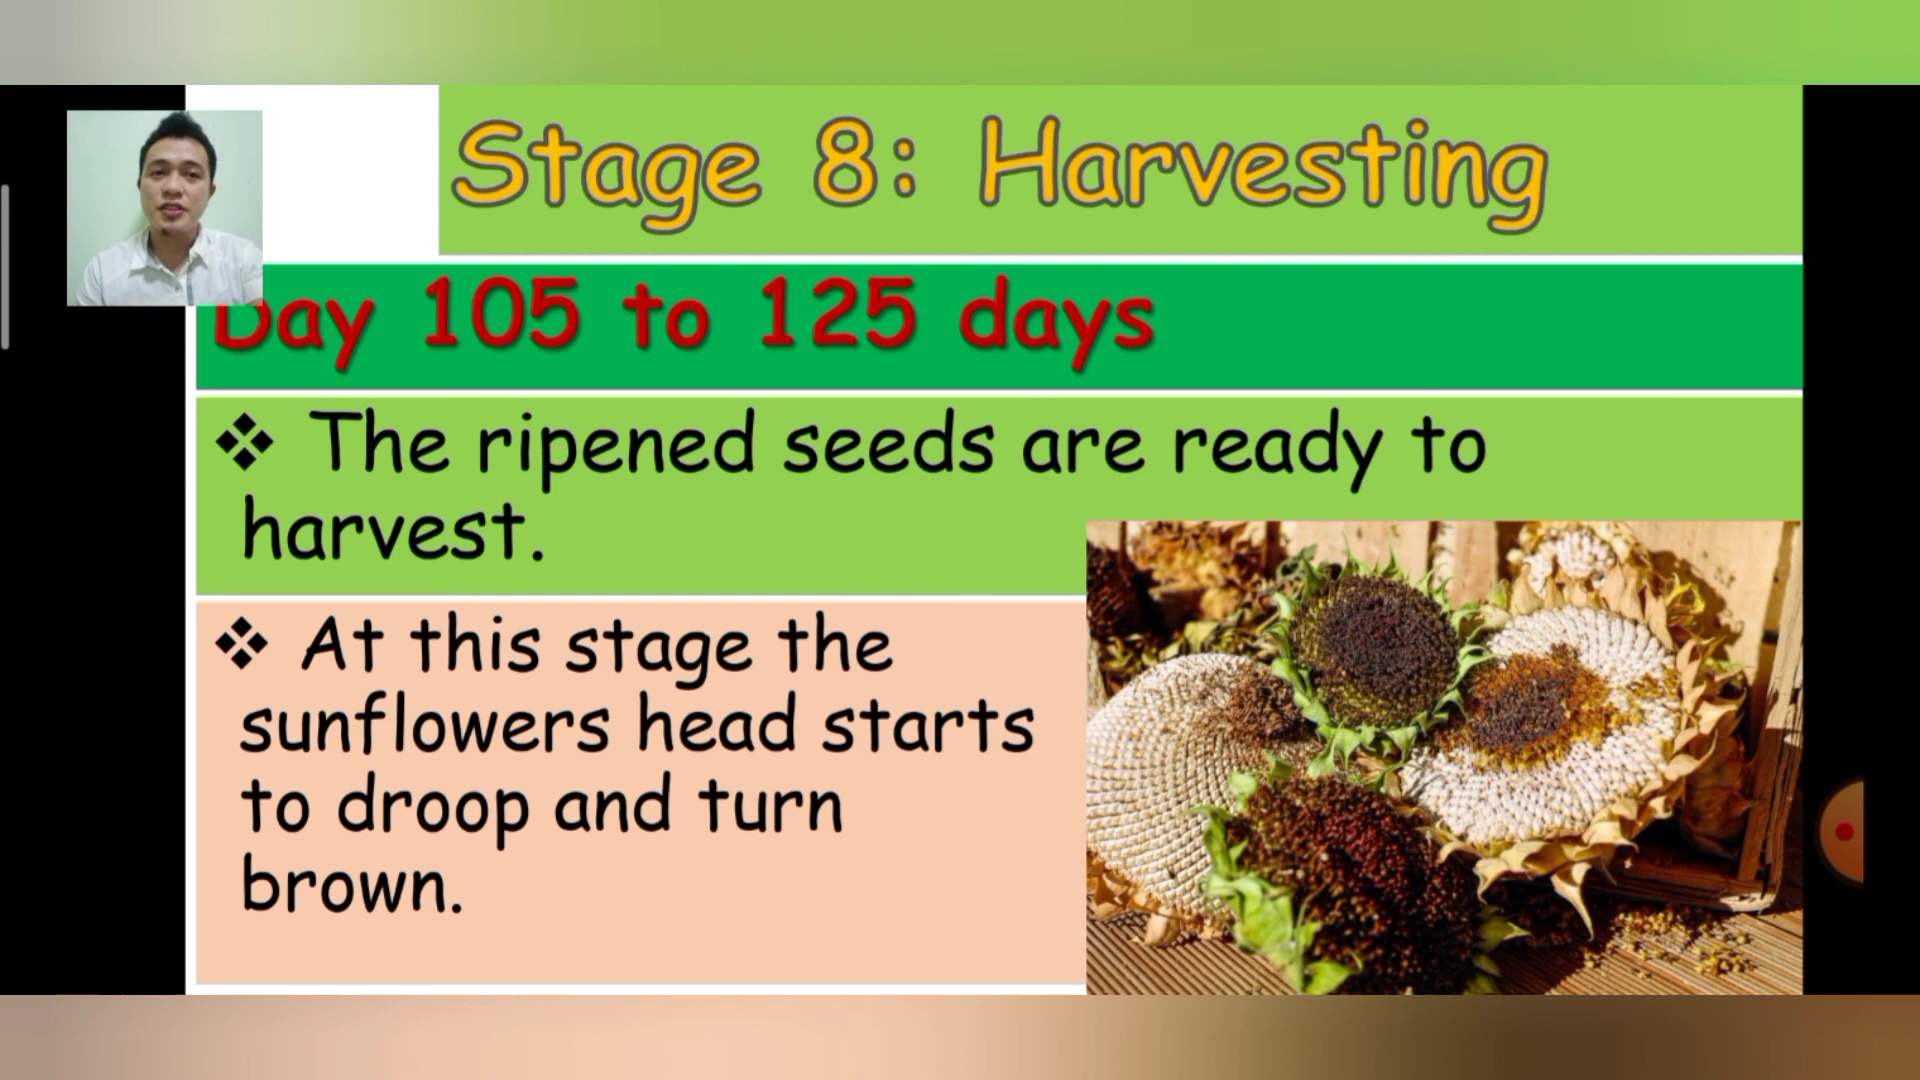 Stage 8: Harvesting
Day 105 to 125 days
❖ The ripened seeds are ready to
harvest.
❖ At this stage the
sunflowers head starts
to droop and turn
brown.